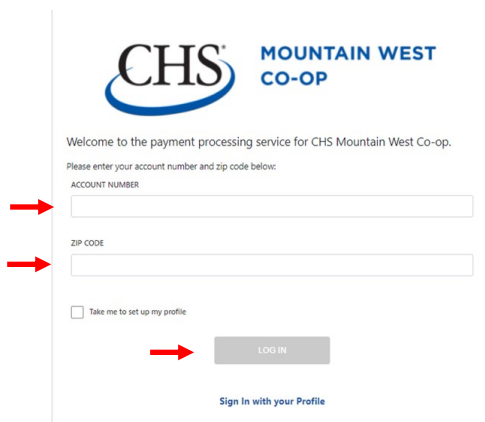 CHS
MOUNTAIN WEST
CO-OP
Welcome to the payment processing service for CHS Mountain West Co-op.
Please enter your account number and zip code below:
ACCOUNT NUMBER
ZIP CODE
Take me to set up my profile
LOG IN
Sign In with your Profile